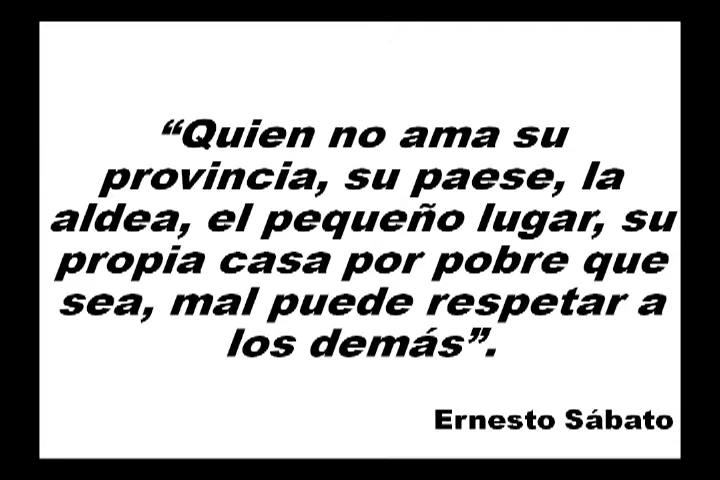 “Quien no ama su
provincia, su paese, la
aldea, el pequeño lugar, su
propia casa por pobre que
sea, mal puede respetar a
los demás”.
Ernesto Sábato